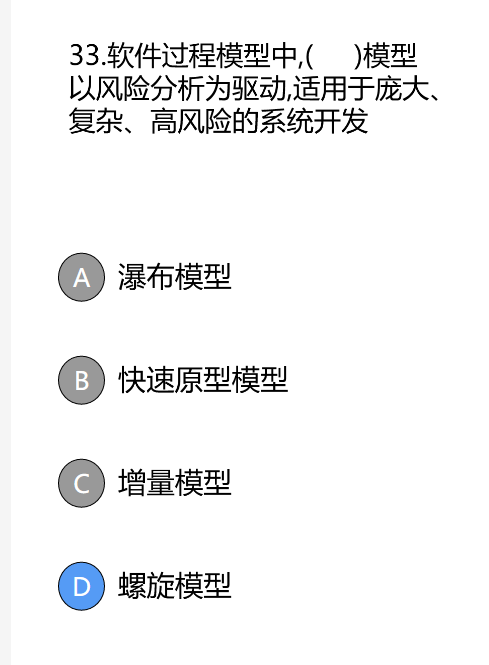 33.软件过程模型中,(      )模型
以风险分析为驱动,适用于庞大、
复杂、高风险的系统开发
A 瀑布模型
B 快速原型模型
C 增量模型
D 螺旋模型